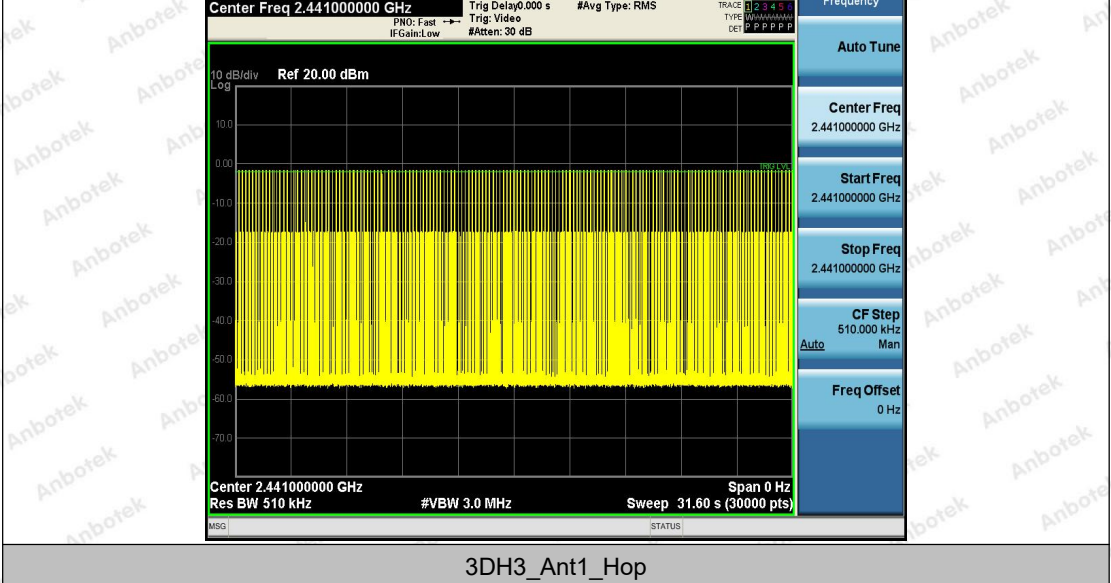 Center Freq 2.441000000 GHz
Trig Delay0.000 s
#Avg Type: RMS
TRACE 1 2 3 4 5 6
Frequency
PNO: Fast
Trig: Video
TYPE
IFGain:Low
#Atten: 30 dB
DET P P P P P P
Auto Tune
10 dB/div
Ref 20.00 dBm
Log
Center Freq
2.441000000 GHz
10.0
0.00
TRIG LVL
Start Freq
2.441000000 GHz
-10.0
-20.0
Stop Freq
2.441000000 GHz
-30.0
CF Step
510.000 kHz
Auto Man
-40.0
-50.0
Freq Offset
0 Hz
-60.0
-70.0
Center 2.441000000 GHz
Span 0 Hz
Res BW 510 kHz
#VBW 3.0 MHz
Sweep 31.60 s (30000 pts)
MSG
STATUS
3DH3_Ant1_Hop
Anbotek